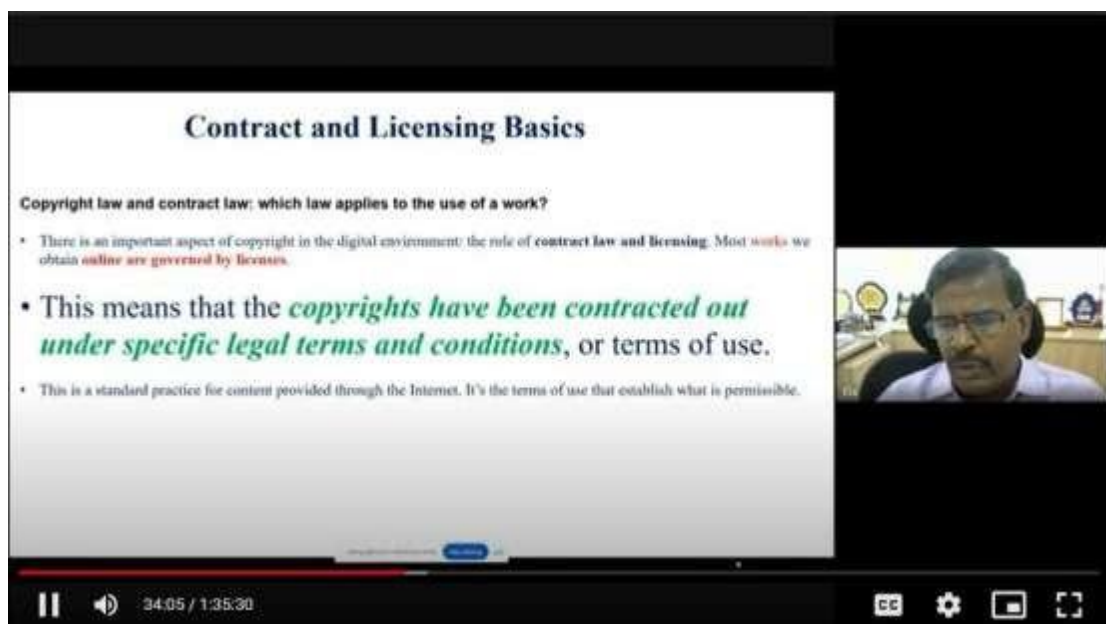 Contract and Licensing Basics
Copyright law and contract law: which law applies to the use of a work?
• There is an important aspect of copyright in the digital environment: the role of contract law and licensing. Most works we
obtain online are governed by licenses.
• This means that the copyrights have been contracted out
under specific legal terms and conditions, or terms of use.
• This is a standard practice for content provided through the Internet. It's the terms of use that establish what is permissible.
34:05 / 1:35:30
CC